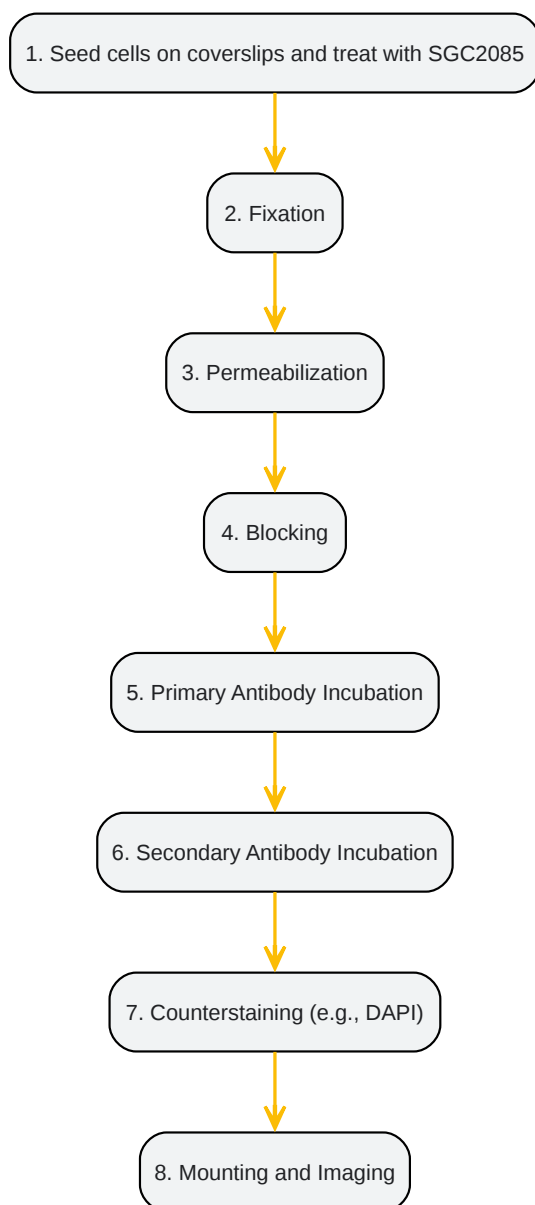 1. Seed cells on coverslips and treat with SGC2085
2. Fixation
3. Permeabilization
4. Blocking
5. Primary Antibody Incubation
6. Secondary Antibody Incubation
7. Counterstaining (e.g., DAPI)
8. Mounting and Imaging